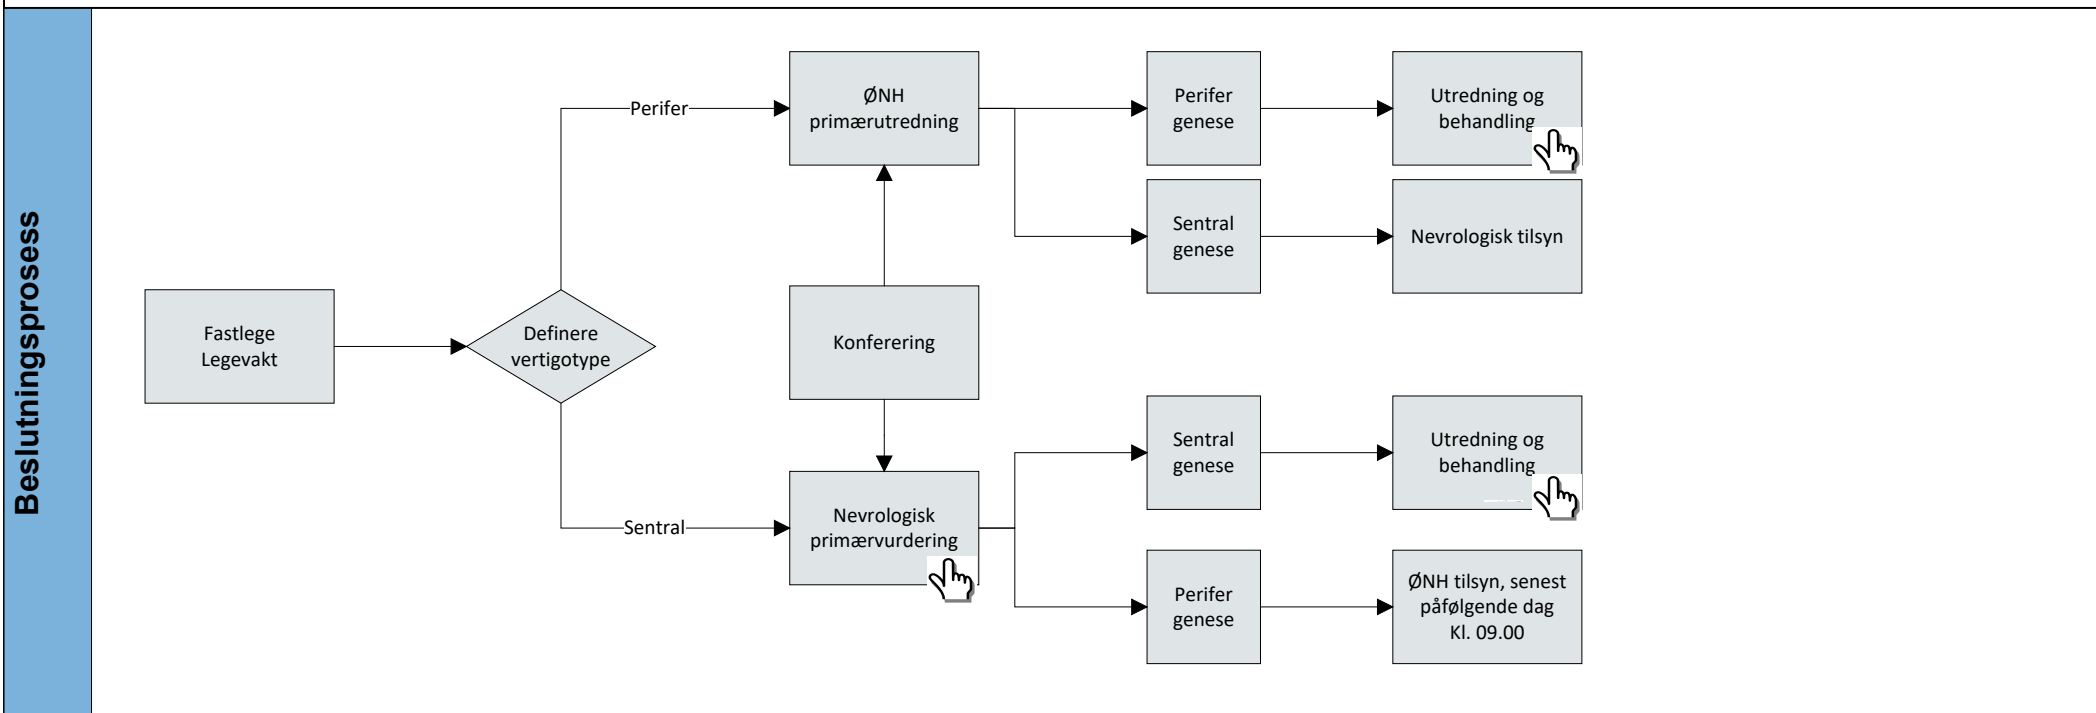 Beslutningsprosess
Fastlege
Legevakt
Definere
vertigotype
Perifer
Sentral
ØNH
primærutredning
Konferering
Nevrologisk
primærvurdering
Perifer
genese
Utredning og
behandling
Sentral
genese
Nevrologisk tilsyn
Sentral
genese
Utredning og
behandling
Perifer
genese
ØNH tilsyn, senest
påfølgende dag
Kl. 09.00